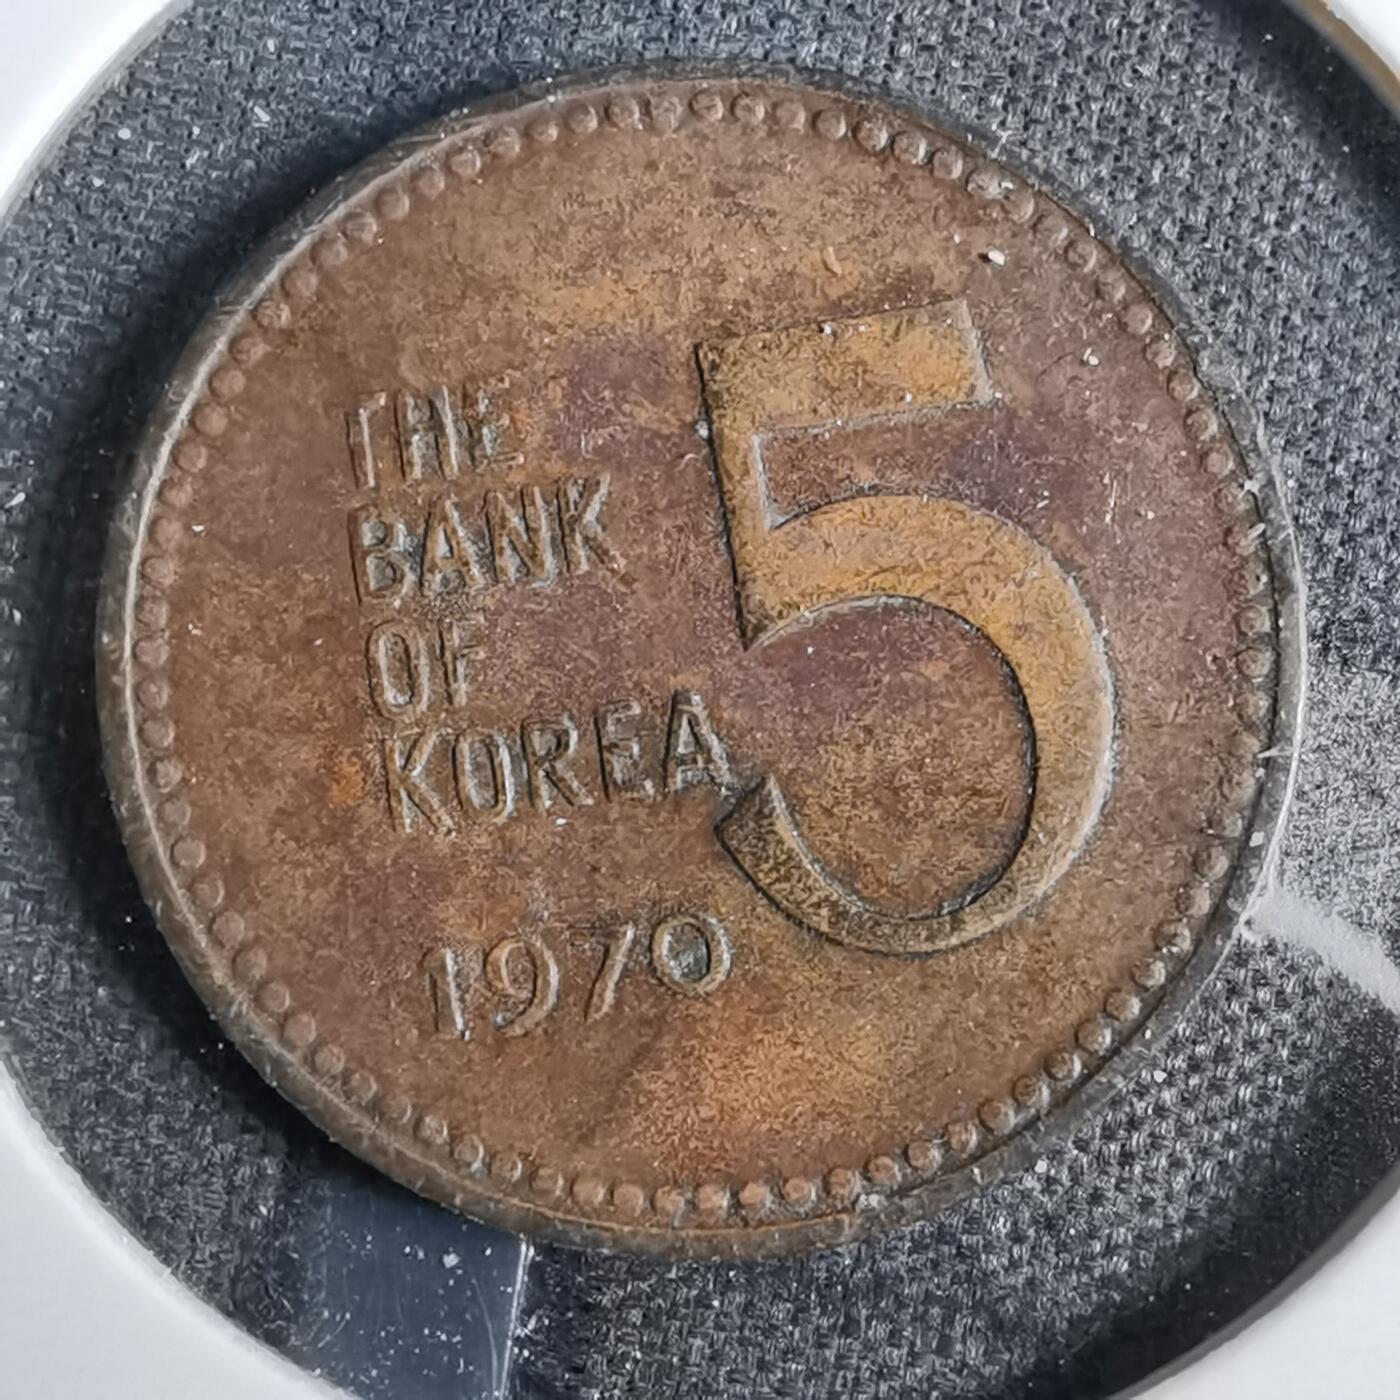 THE
BANK
OF
KOREA
5
1970